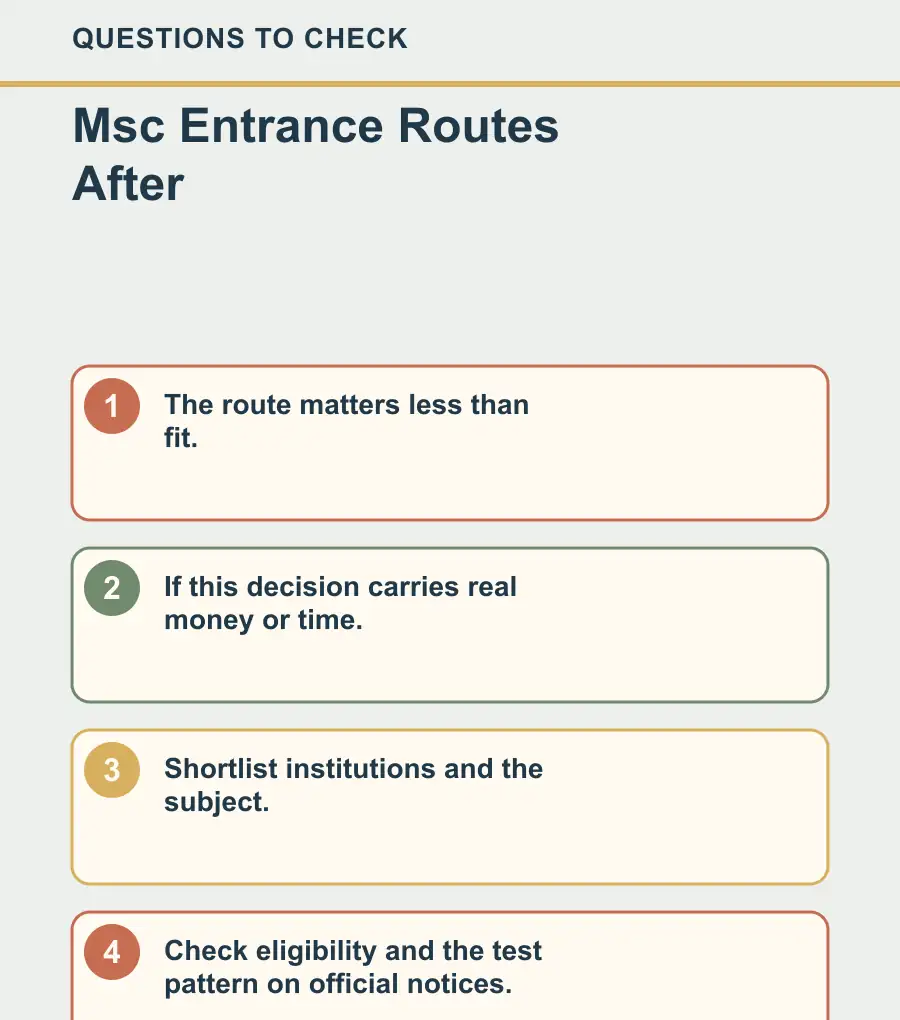 QUESTIONS TO CHECK
Msc Entrance Routes
After
1
The route matters less than
fit.
2
If this decision carries real
money or time.
3
Shortlist institutions and the
subject.
4
Check eligibility and the test
pattern on official notices.